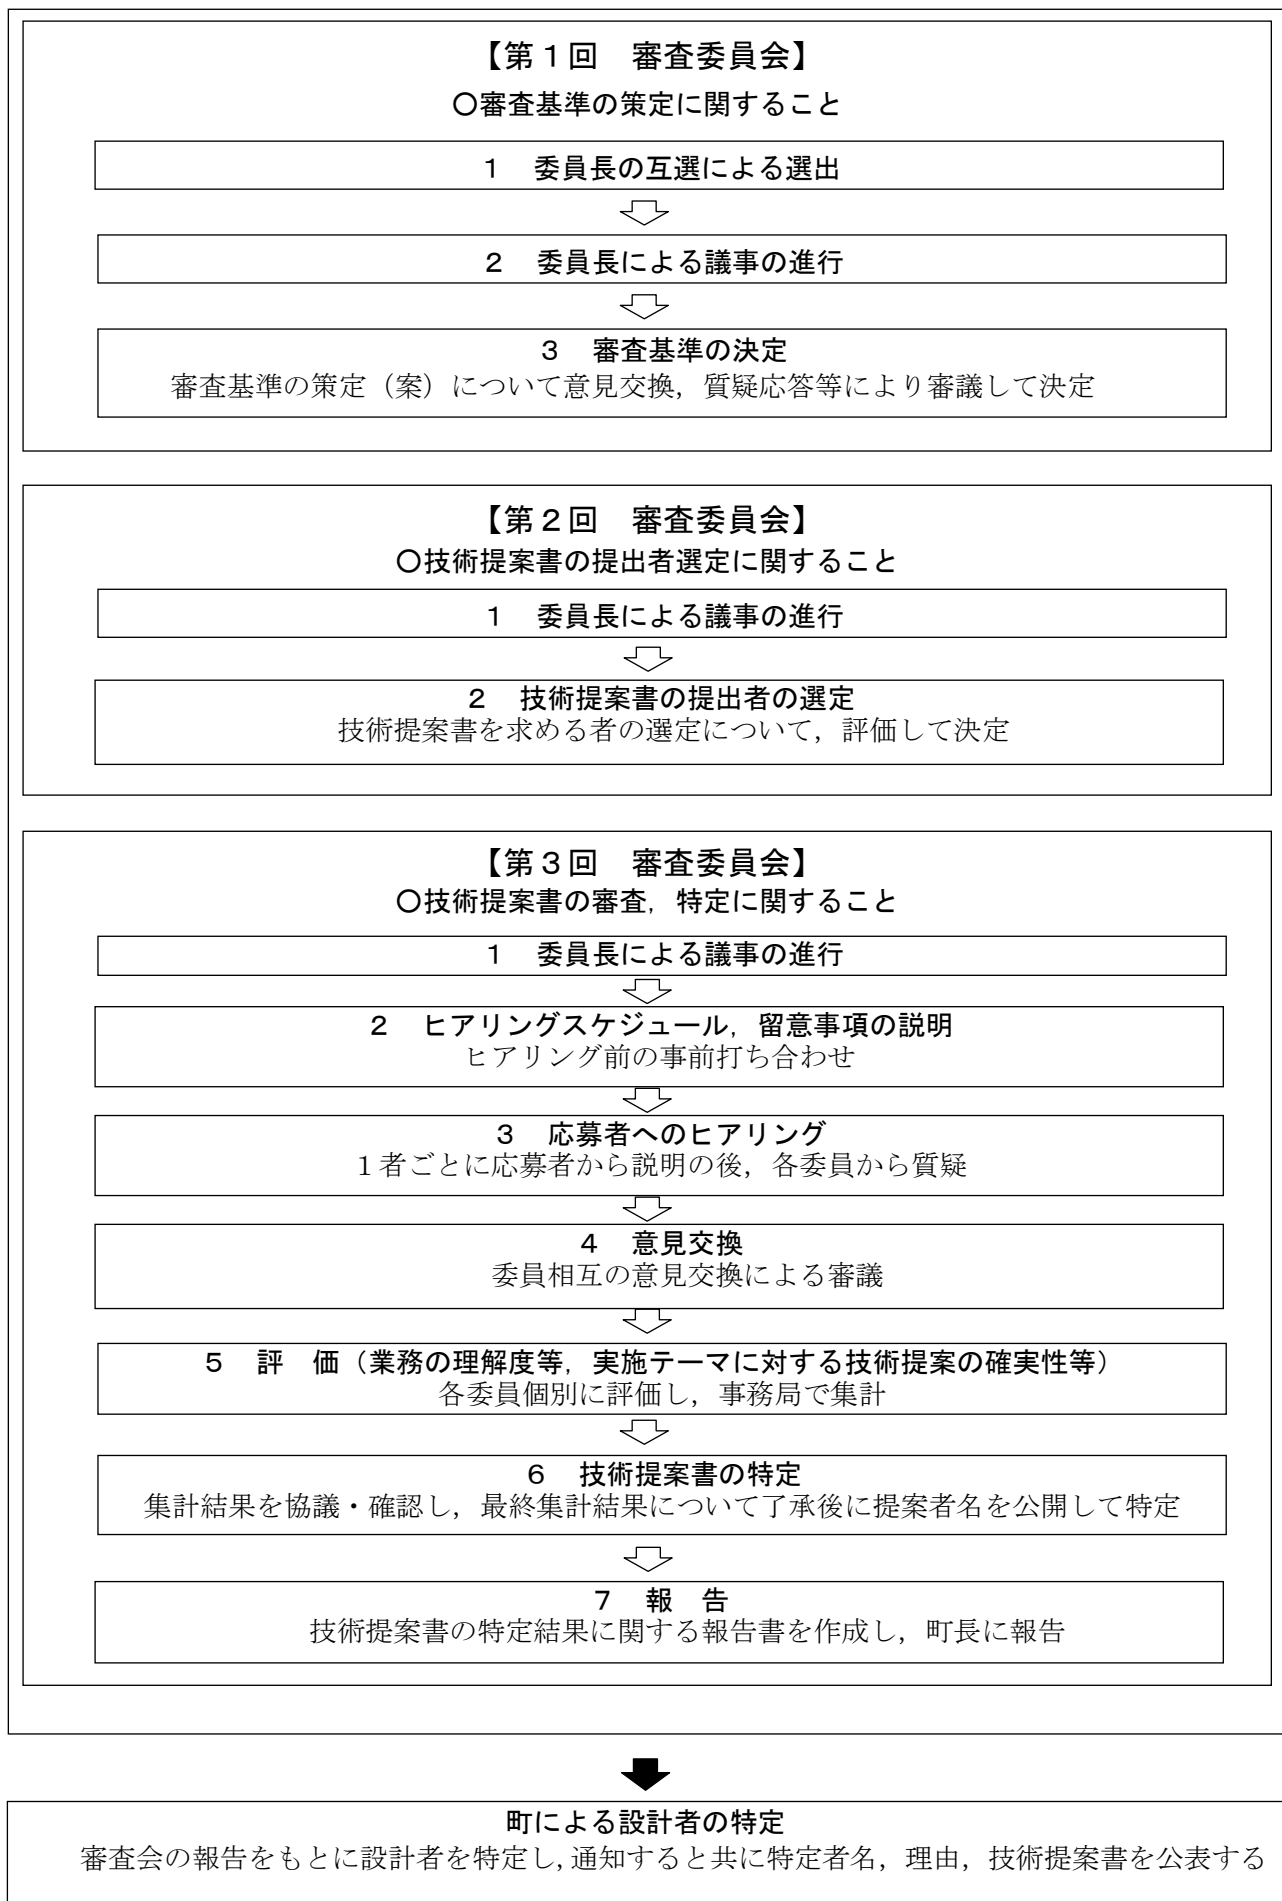 【第１回　審査委員会】
〇審査基準の策定に関すること
１　委員長の互選による選出
２　委員長による議事の進行
３　審査基準の決定
審査基準の策定（案）について意見交換，質疑応答等により審議して決定
【第２回　審査委員会】
〇技術提案書の提出者選定に関すること
１　委員長による議事の進行
２　技術提案書の提出者の選定
技術提案書を求める者の選定について，評価して決定
【第３回　審査委員会】
〇技術提案書の審査，特定に関すること
１　委員長による議事の進行
２　ヒアリングスケジュール，留意事項の説明
ヒアリング前の事前打ち合わせ
３　応募者へのヒアリング
１者ごとに応募者から説明の後，各委員から質疑
４　意見交換
委員相互の意見交換による審議
５　評　価（業務の理解度等，実施テーマに対する技術提案の確実性等）
各委員個別に評価し，事務局で集計
６　技術提案書の特定
集計結果を協議・確認し，最終集計結果について了承後に提案者名を公開して特定
７　報　告
技術提案書の特定結果に関する報告書を作成し，町長に報告
町による設計者の特定
審査会の報告をもとに設計者を特定し，通知すると共に特定者名，理由，技術提案書を公表する